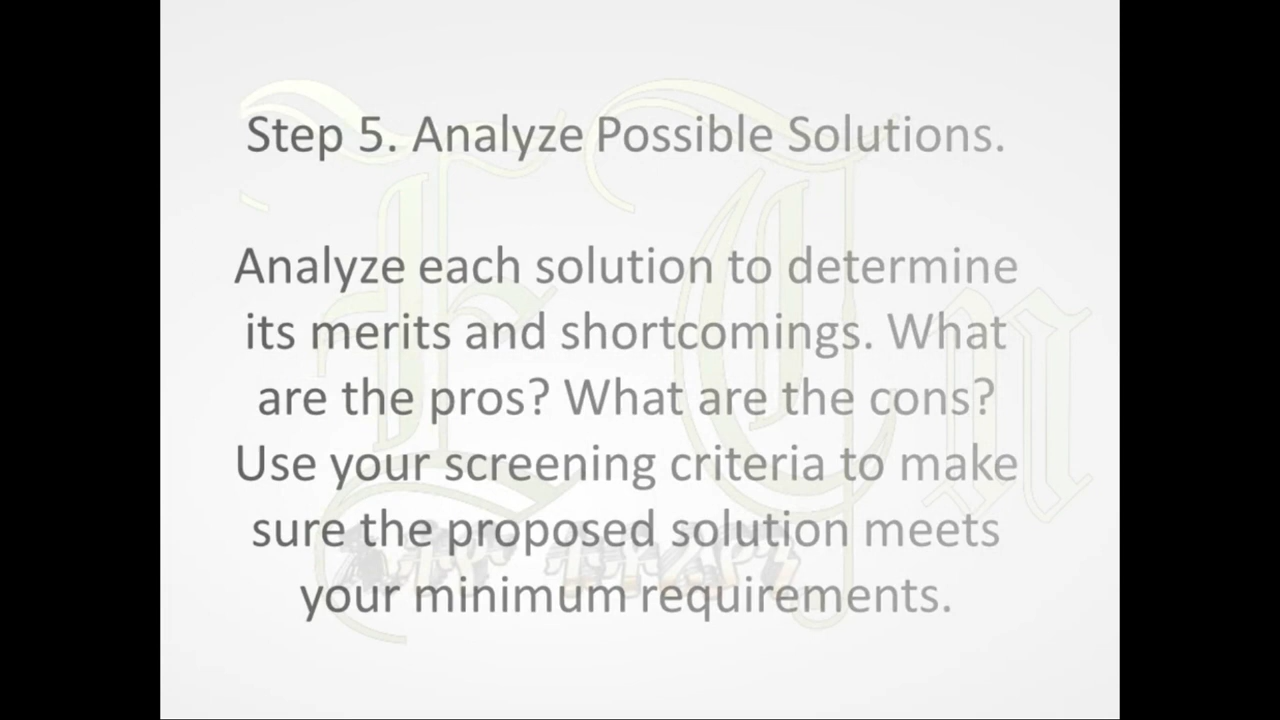 Step 5. Analyze Possible Solutions.
Analyze each solution to determine
its merits and shortcomings. What
are the pros? What are the cons?
Use your screening criteria to make
sure the proposed solution meets
your minimum requirements.